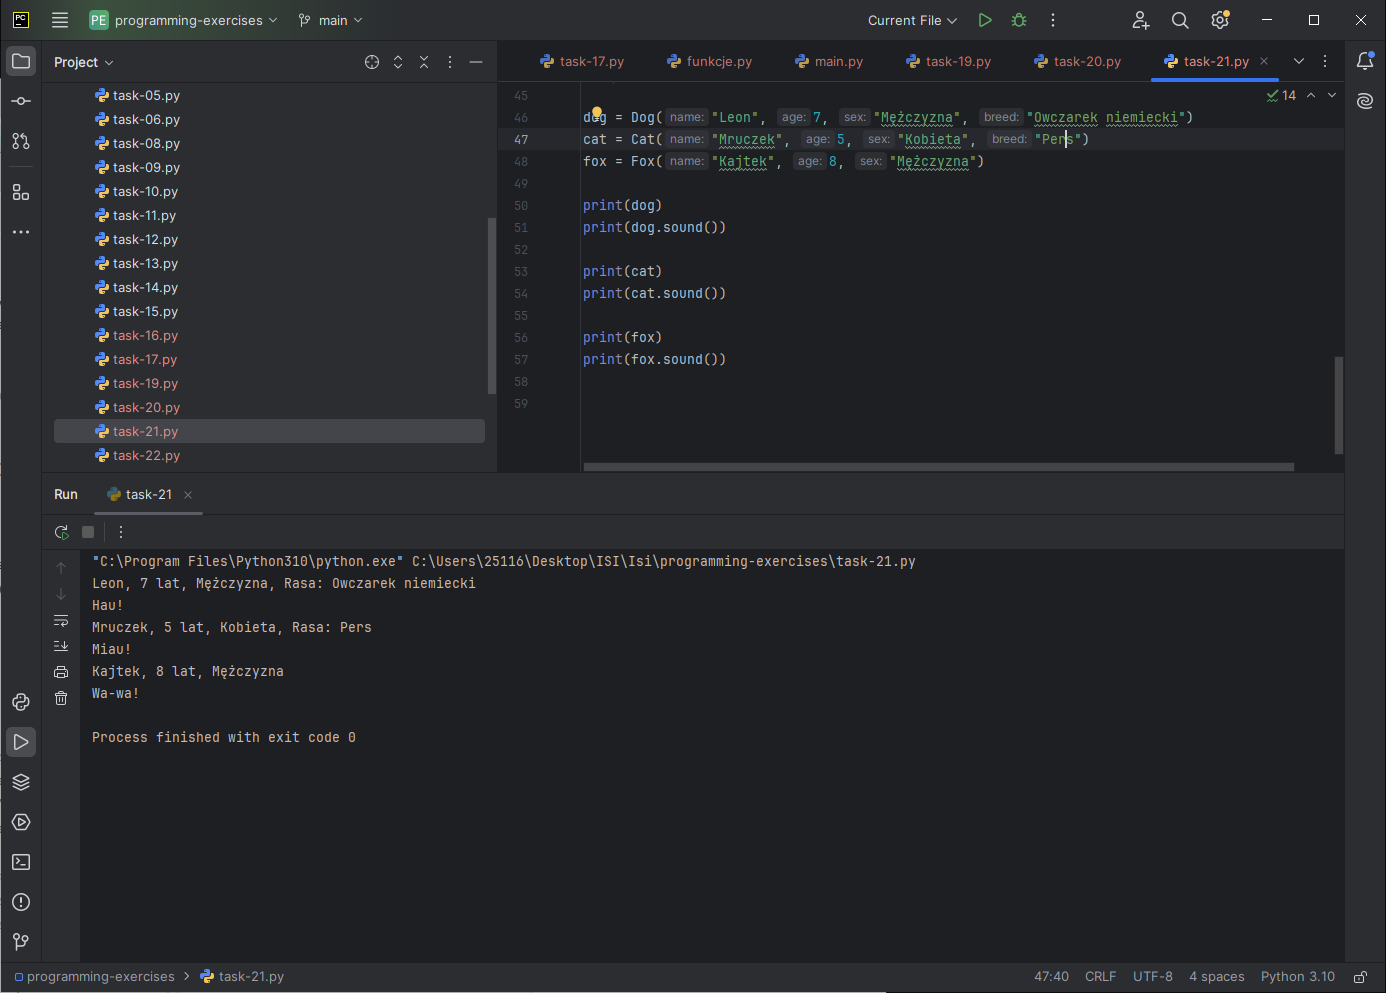 PC
PE programming-exercises main Current File
Project
task-17.py funkcje.py main.py task-19.py task-20.py task-21.py
task-05.py
task-06.py
task-08.py
task-09.py
task-10.py
task-11.py
task-12.py
task-13.py
task-14.py
task-15.py
task-16.py
task-17.py
task-19.py
task-20.py
task-21.py
task-22.py
14
45
46 dog = Dog( name: "Leon", age: 7, sex: "Mężczyzna", breed: "Owczarek niemiecki")
47 cat = Cat( name: "Mruczek", age: 5, sex: "Kobieta", breed: "Pers")
48 fox = Fox( name: "Kajtek", age: 8, sex: "Mężczyzna")
49
50 print(dog)
51 print(dog.sound())
52
53 print(cat)
54 print(cat.sound())
55
56 print(fox)
57 print(fox.sound())
58
59
Run task-21
"C:\Program Files\Python310\python.exe" C:\Users\25116\Desktop\ISI\Isi\programming-exercises\task-21.py
Leon, 7 lat, Mężczyzna, Rasa: Owczarek niemiecki
Hau!
Mruczek, 5 lat, Kobieta, Rasa: Pers
Miau!
Kajtek, 8 lat, Mężczyzna
Wa-wa!
Process finished with exit code 0
programming-exercises > task-21.py 47:40 CRLF UTF-8 4 spaces Python 3.10